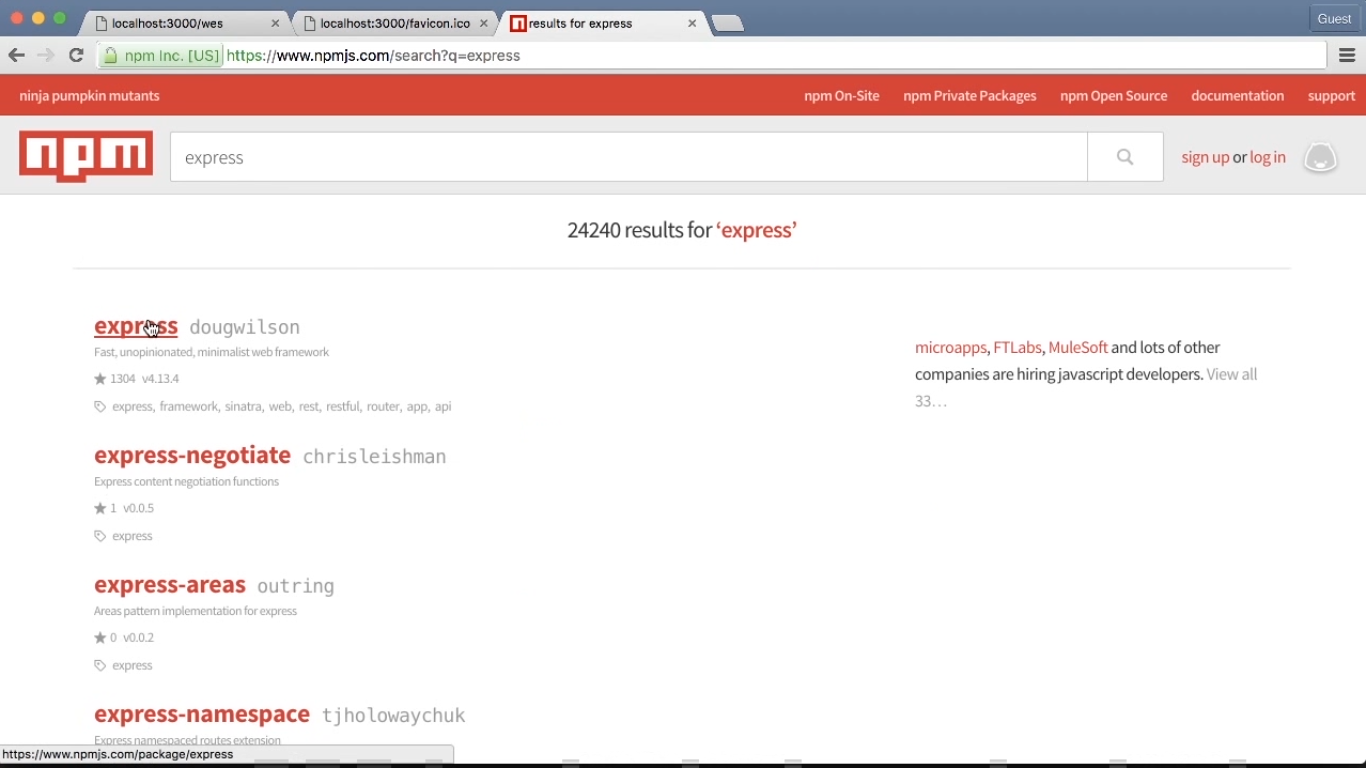 localhost:3000/wes
localhost:3000/favicon.ico
results for express
Guest
npm Inc. [US] https://www.npmjs.com/search?q=express
ninja pumpkin mutants
npm On-Site
npm Private Packages
npm Open Source
documentation
support
npm
express
sign up or log in
24240 results for ‘express’
express dougwilson
Fast, unopinionated, minimalist web framework
1304 v4.13.4
express, framework, sinatra, web, rest, restful, router, app, api
microapps, FTLabs, MuleSoft and lots of other
companies are hiring javascript developers. View all
33…
express-negotiate chrisleishman
Express content negotiation functions
1 v0.0.5
express
express-areas outring
Areas pattern implementation for express
0 v0.0.2
express
express-namespace tjholowaychuk
Express namespaced routes extension
https://www.npmjs.com/package/express